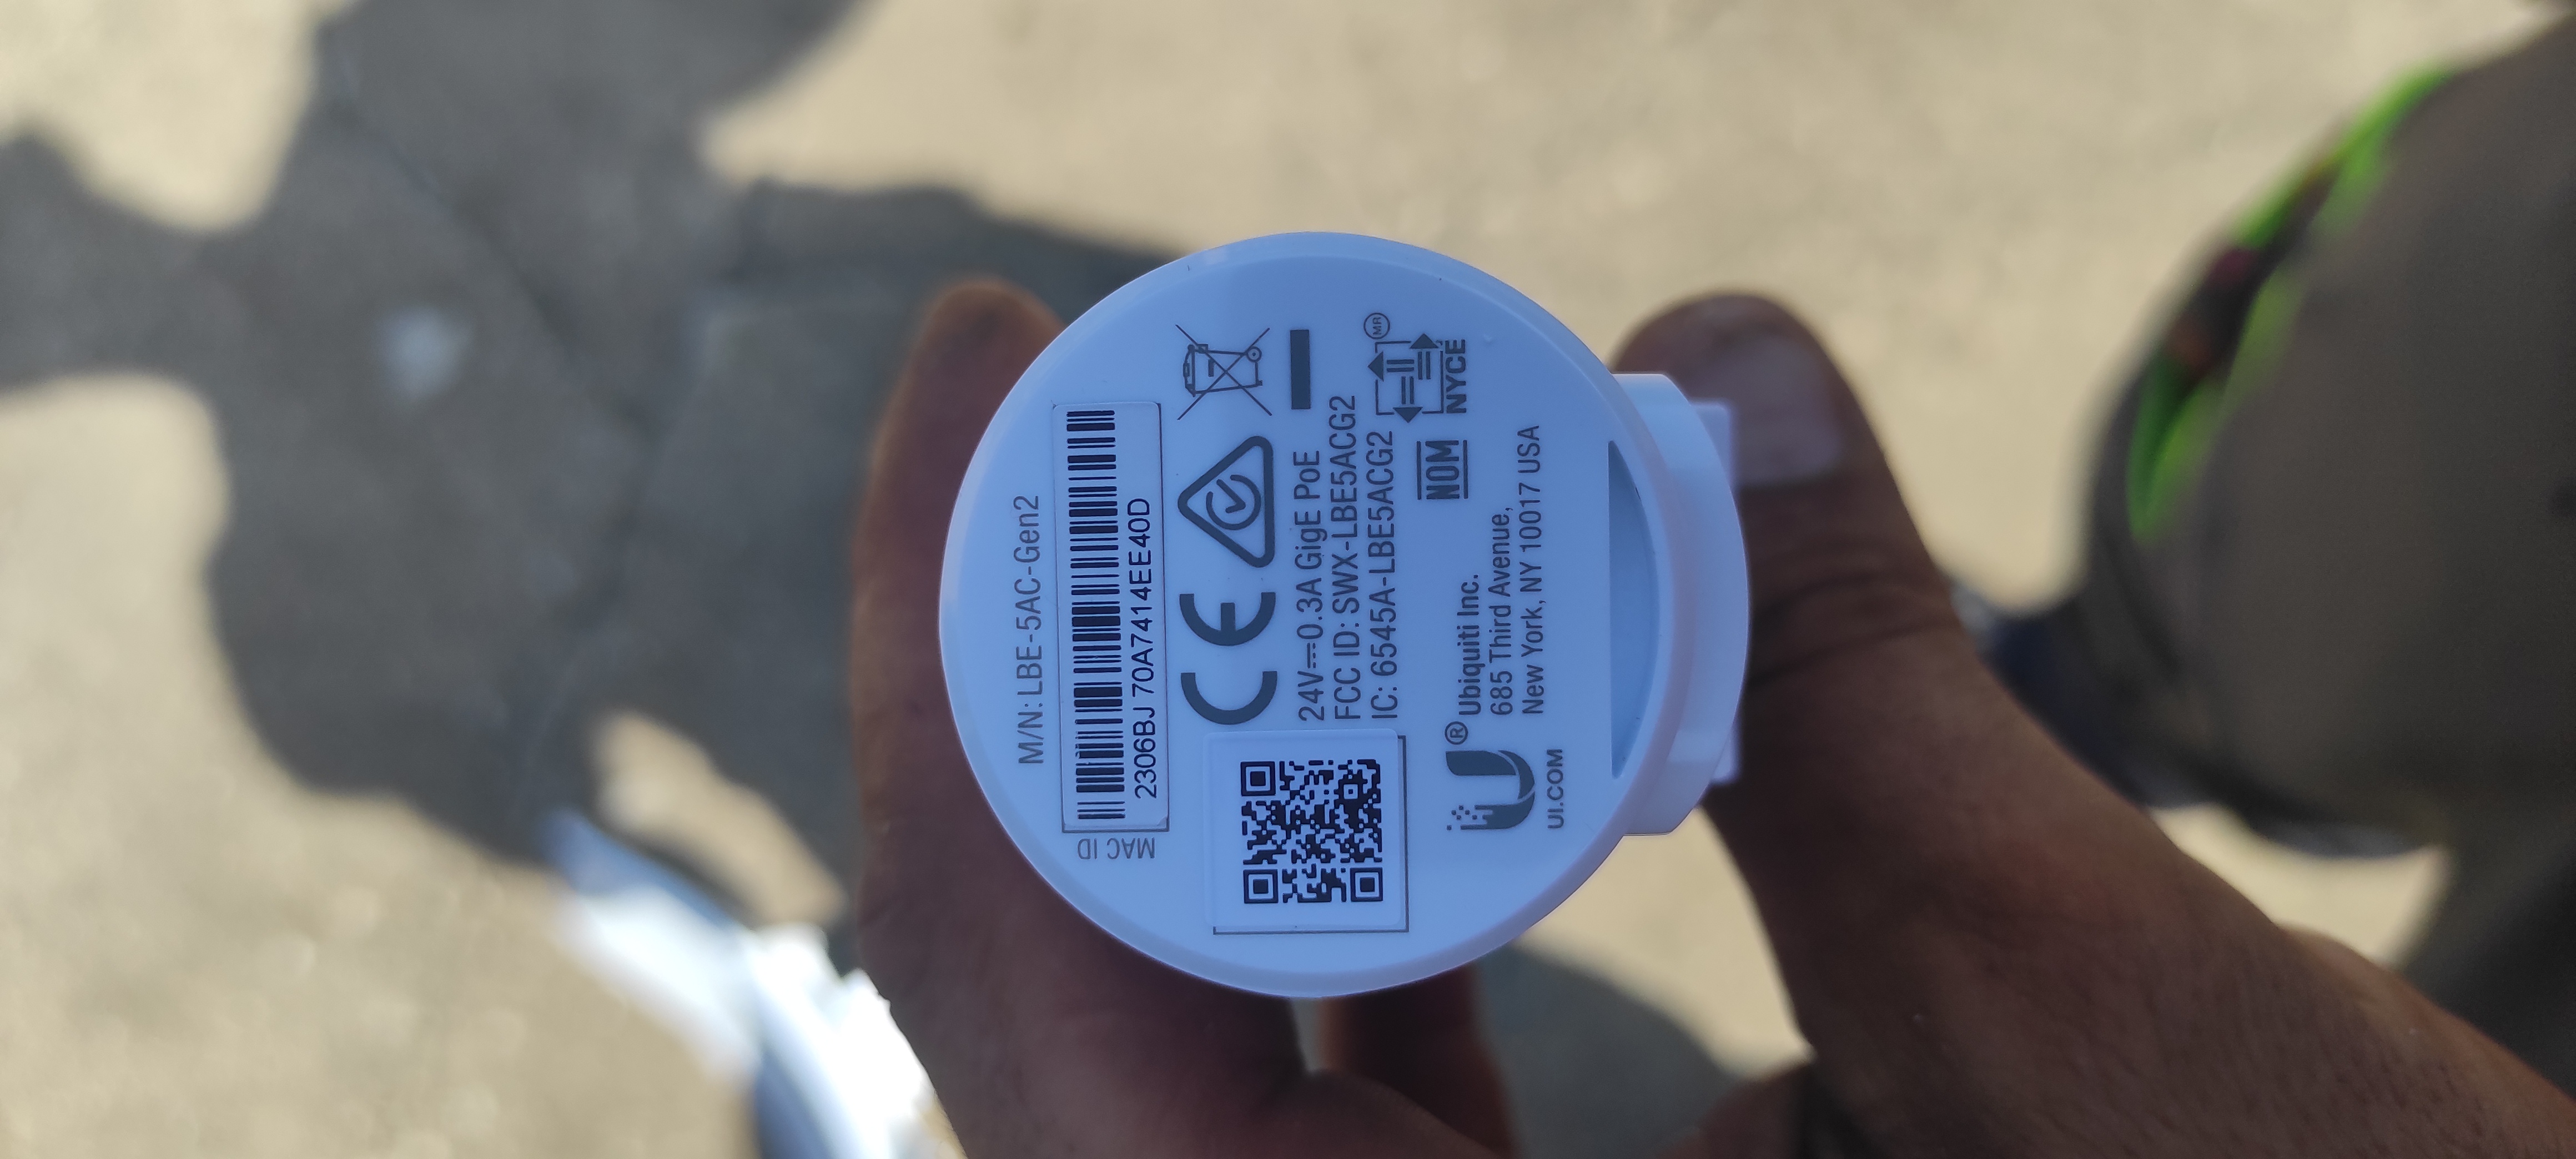 M/N: LBE-5AC-Gen2
MAC ID
2306BJ 70A7414EE40D
24V⎓0.3A GigE PoE
FCC ID: SWX-LBE5ACG2
IC: 6545A-LBE5ACG2
MR
NOM
NYCE
U®
Ubiquiti Inc.
685 Third Avenue,
New York, NY 10017 USA
UI.COM